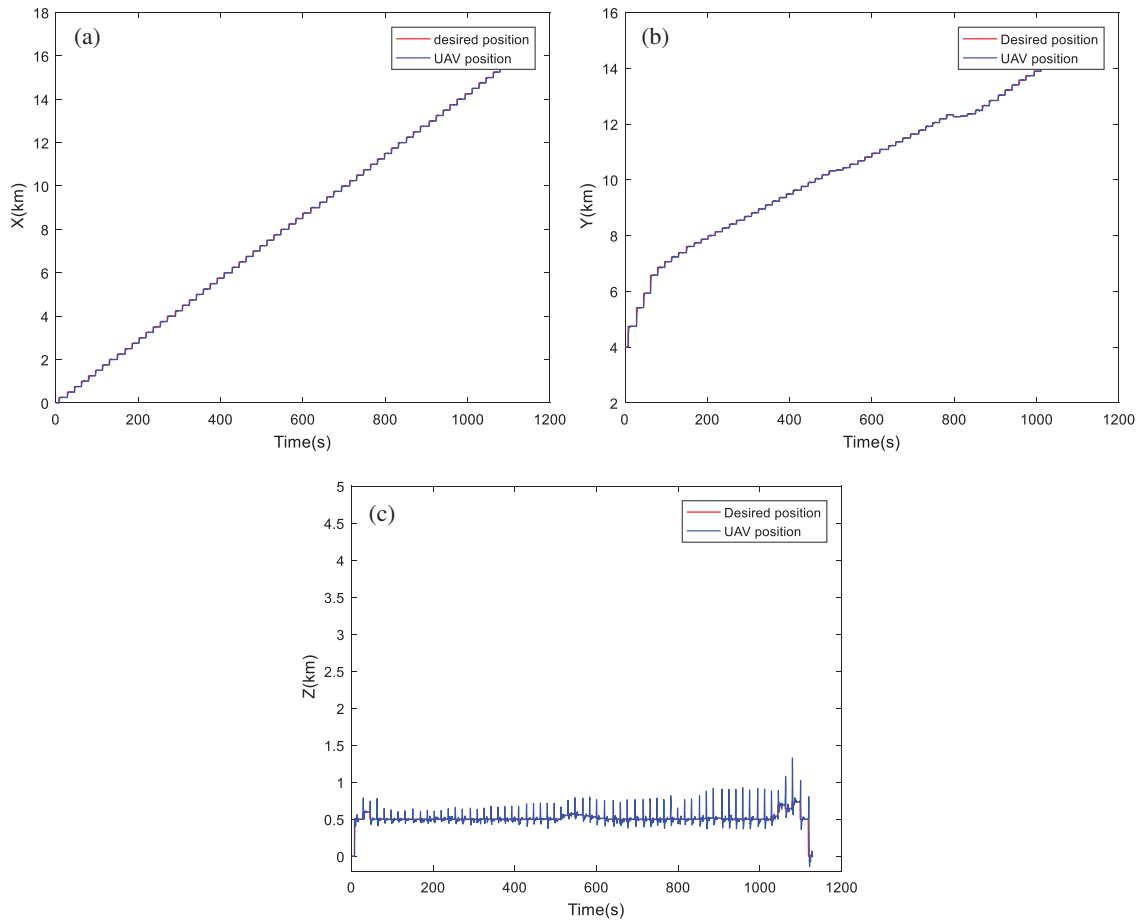 (a)
desired position
UAV position
18
16
14
12
10
8
6
4
2
0
X(km)
0 200 400 600 800 1000 1200
Time(s)
(b)
Desired position
UAV position
16
14
12
10
8
6
4
2
Y(km)
0 200 400 600 800 1000 1200
Time(s)
(c)
Desired position
UAV position
5
4.5
4
3.5
3
2.5
2
1.5
1
0.5
0
Z(km)
0 200 400 600 800 1000 1200
Time(s)